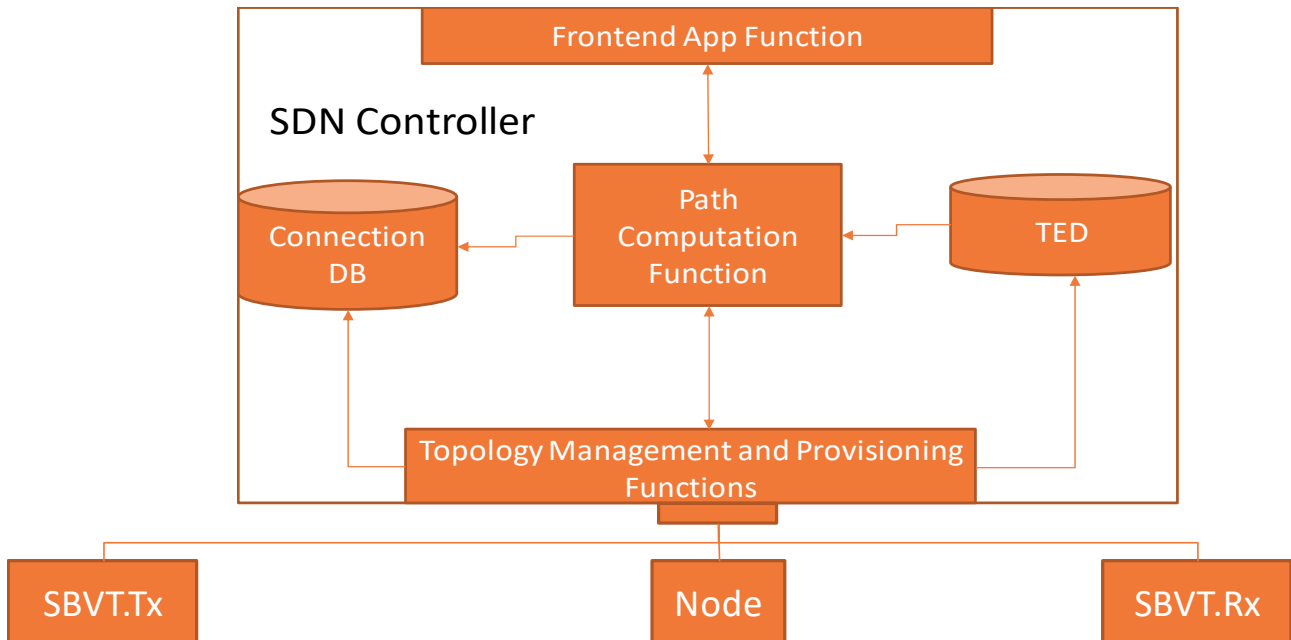 Frontend App Function
SDN Controller
Connection
DB
Path
Computation
Function
TED
Topology Management and Provisioning
Functions
SBVT.Tx
Node
SBVT.Rx